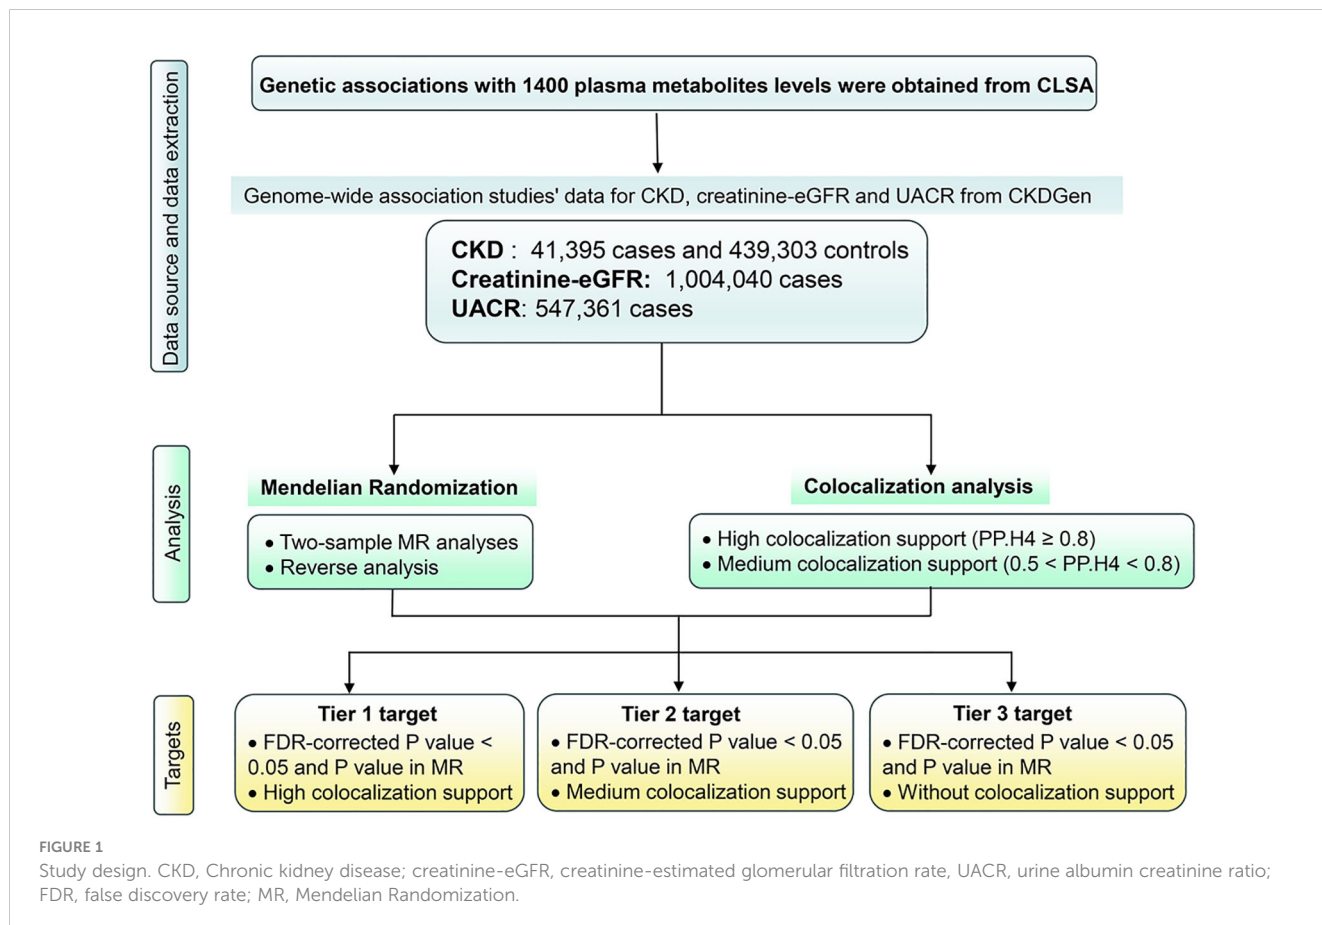 Data source and data extraction
Genetic associations with 1400 plasma metabolites levels were obtained from CLSA
Genome-wide association studies' data for CKD, creatinine-eGFR and UACR from CKDGen
CKD : 41,395 cases and 439,303 controls
Creatinine-eGFR: 1,004,040 cases
UACR: 547,361 cases
Analysis
Mendelian Randomization
• Two-sample MR analyses
• Reverse analysis
Colocalization analysis
• High colocalization support (PP.H4 ≥ 0.8)
• Medium colocalization support (0.5 < PP.H4 < 0.8)
Targets
Tier 1 target
• FDR-corrected P value <
0.05 and P value in MR
• High colocalization support
Tier 2 target
• FDR-corrected P value < 0.05
and P value in MR
• Medium colocalization support
Tier 3 target
• FDR-corrected P value < 0.05
and P value in MR
• Without colocalization support
FIGURE 1
Study design. CKD, Chronic kidney disease; creatinine-eGFR, creatinine-estimated glomerular filtration rate, UACR, urine albumin creatinine ratio;
FDR, false discovery rate; MR, Mendelian Randomization.